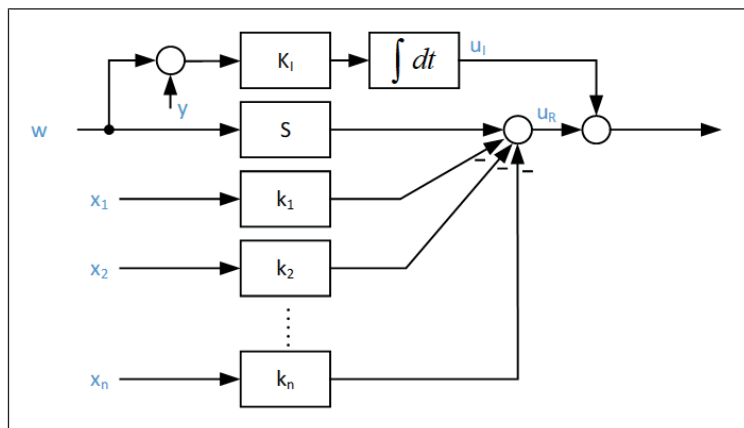 K_I
∫ dt
u_I
y
w
S
u_R
x_1
k_1
x_2
k_2
x_n
k_n